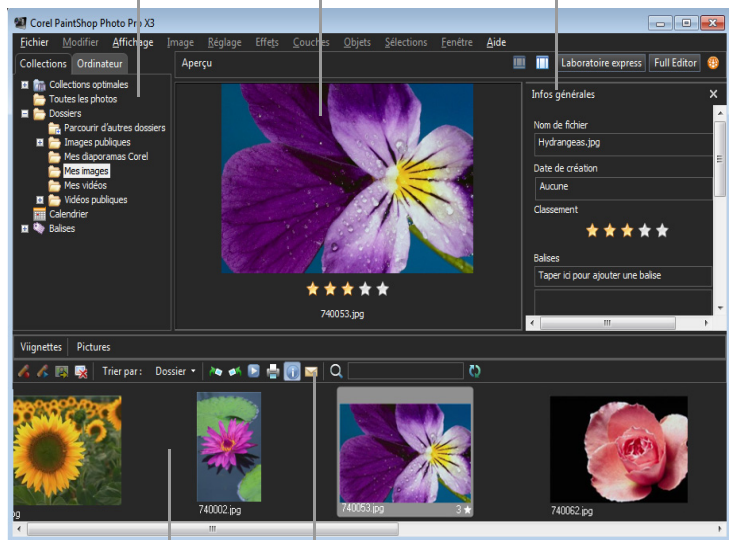 Corel PaintShop Photo Pro X3
Fichier Modifier Affichage Image Réglage Effets Couches Objets Sélections Fenêtre Aide
Collections Ordinateur
Aperçu
Laboratoire express Full Editor
Collections optimales
Toutes les photos
Dossiers
Parcourir d'autres dossiers
Images publiques
Mes diaporamas Corel
Mes images
Mes vidéos
Vidéos publiques
Calendrier
Balises
740053.jpg
Infos générales
Nom de fichier
Hydrangeas.jpg
Date de création
Aucune
Classement
Balises
Taper ici pour ajouter une balise
Viignettes Pictures
Trier par : Dossier
og
740002.jpg
740053.jpg 3
740062.jpg